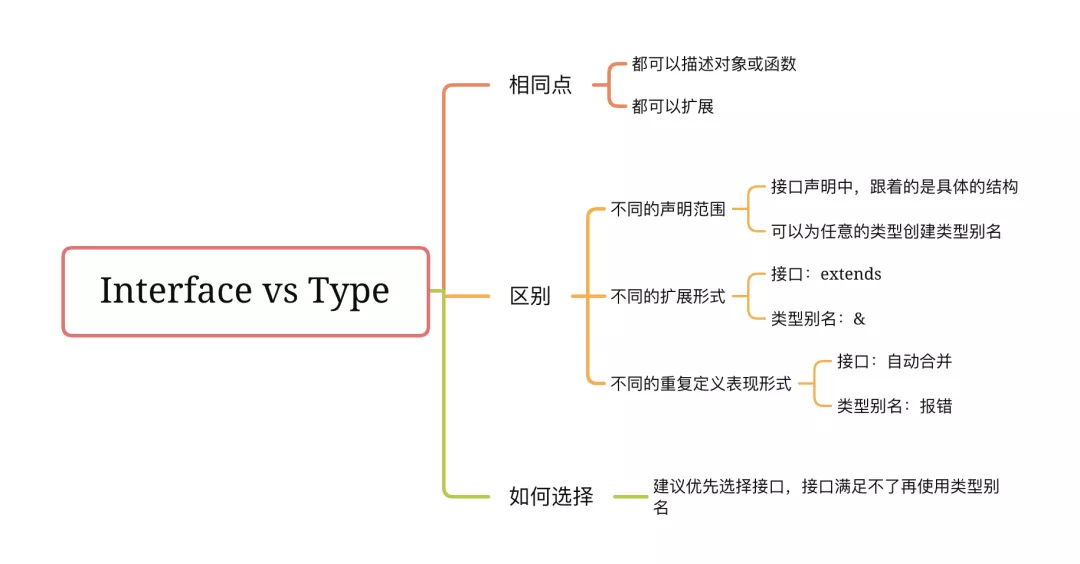 Interface vs Type
相同点
都可以描述对象或函数
都可以扩展
区别
不同的声明范围
接口声明中，跟着的是具体的结构
可以为任意的类型创建类型别名
不同的扩展形式
接口：extends
类型别名：&
不同的重复定义表现形式
接口：自动合并
类型别名：报错
如何选择
建议优先选择接口，接口满足不了再使用类型别
名